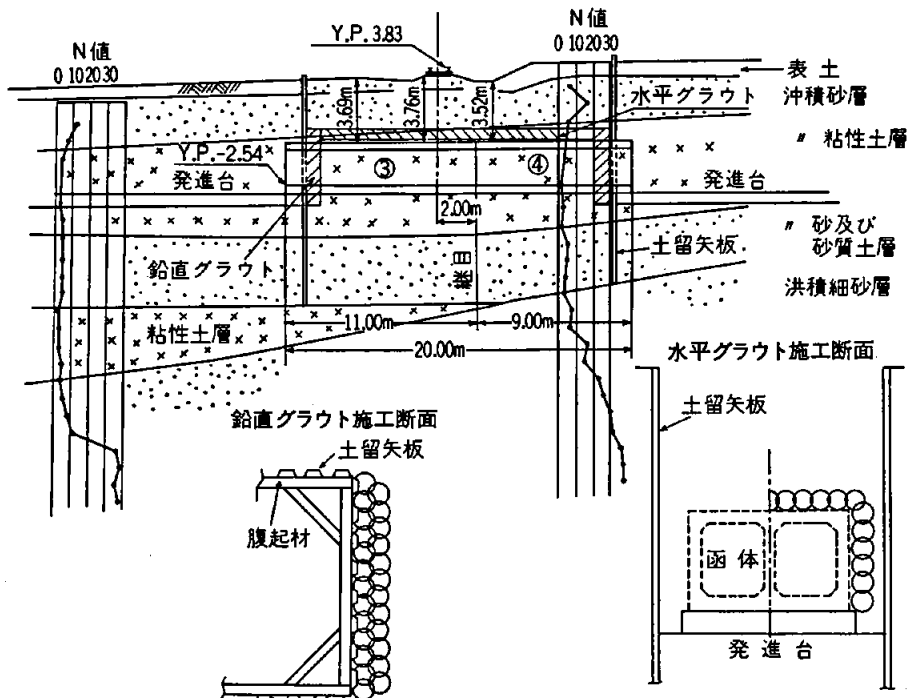 Y.P. 3.83
N値
0 10 20 30
N値
0 10 20 30
表土
水平グラウト
沖積砂層
3.69m
3.76m
3.52m
〃 粘性土層
Y.P.-2.54
発進台
③
④
発進台
2.00m
〃 砂及び
砂質土層
鉛直グラウト
継目
土留矢板
洪積細砂層
11.00m
9.00m
粘性土層
20.00m
水平グラウト施工断面
鉛直グラウト施工断面
土留矢板
土留矢板
腹起材
函体
発進台